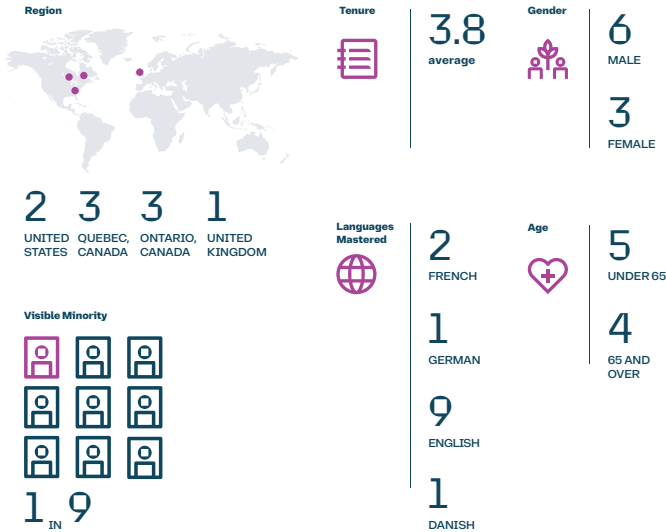 Region
2
UNITED
STATES
3
QUEBEC,
CANADA
3
ONTARIO,
CANADA
1
UNITED
KINGDOM
Visible Minority
1 IN 9
Tenure
3.8
average
Gender
6
MALE
3
FEMALE
Languages
Mastered
2
FRENCH
1
GERMAN
9
ENGLISH
1
DANISH
Age
5
UNDER 65
4
65 AND
OVER